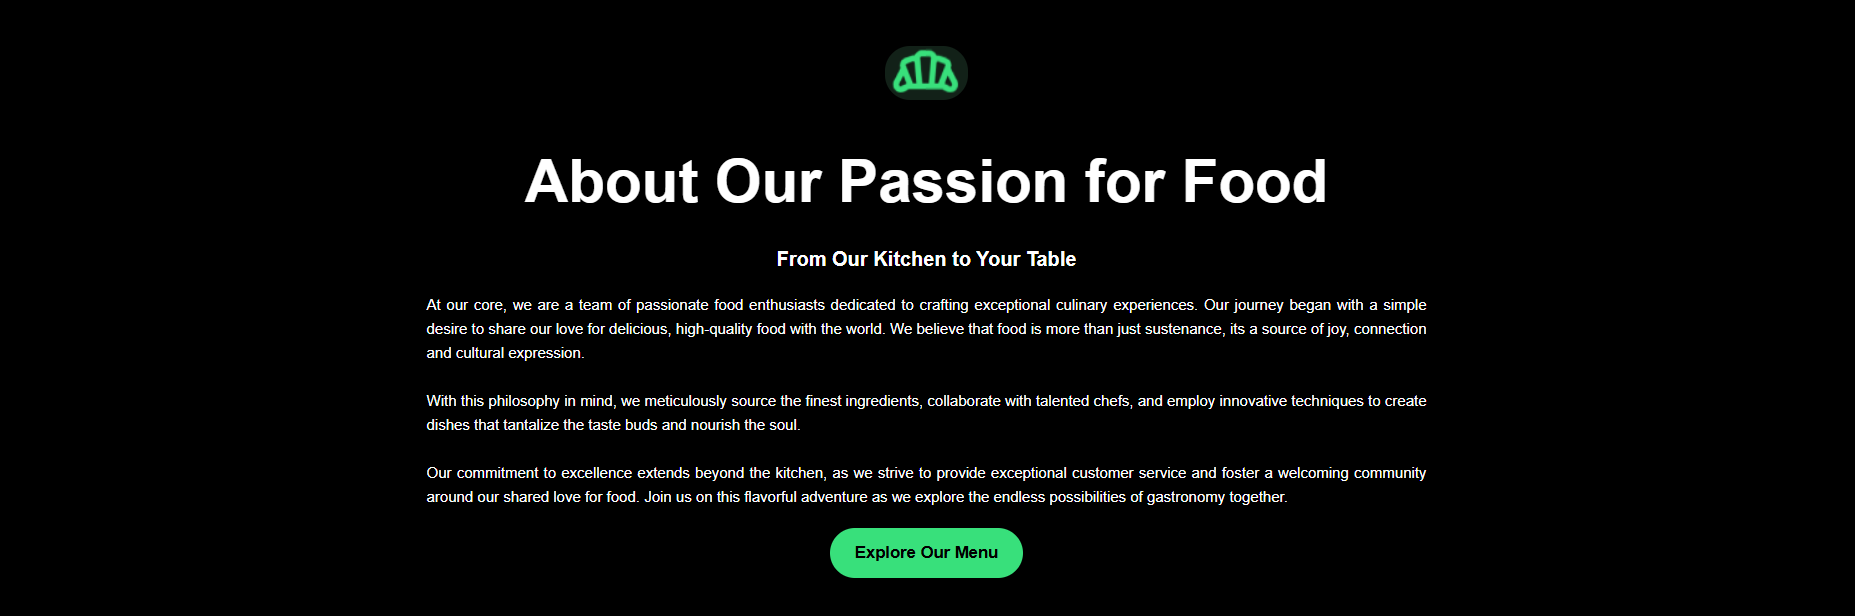 About Our Passion for Food
From Our Kitchen to Your Table
At our core, we are a team of passionate food enthusiasts dedicated to crafting exceptional culinary experiences. Our journey began with a simple
desire to share our love for delicious, high-quality food with the world. We believe that food is more than just sustenance, its a source of joy, connection
and cultural expression.
With this philosophy in mind, we meticulously source the finest ingredients, collaborate with talented chefs, and employ innovative techniques to create
dishes that tantalize the taste buds and nourish the soul.
Our commitment to excellence extends beyond the kitchen, as we strive to provide exceptional customer service and foster a welcoming community
around our shared love for food. Join us on this flavorful adventure as we explore the endless possibilities of gastronomy together.
Explore Our Menu